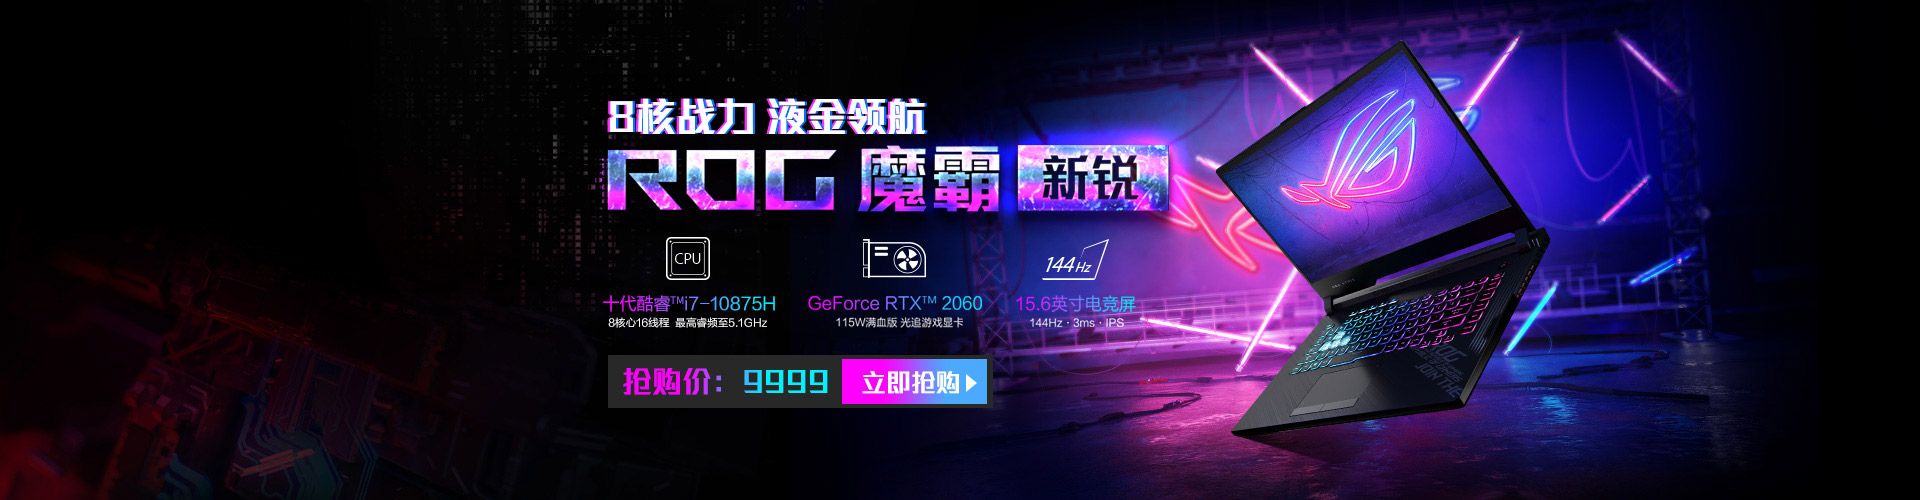 8核战力 液金领航
ROG 魔霸 新锐
CPU
144Hz
十代酷睿™i7-10875H
8核心16线程 最高睿频至5.1GHz
GeForce RTX™ 2060
115W满血版 光追游戏显卡
15.6英寸电竞屏
144Hz · 3ms · IPS
抢购价：9999
立即抢购